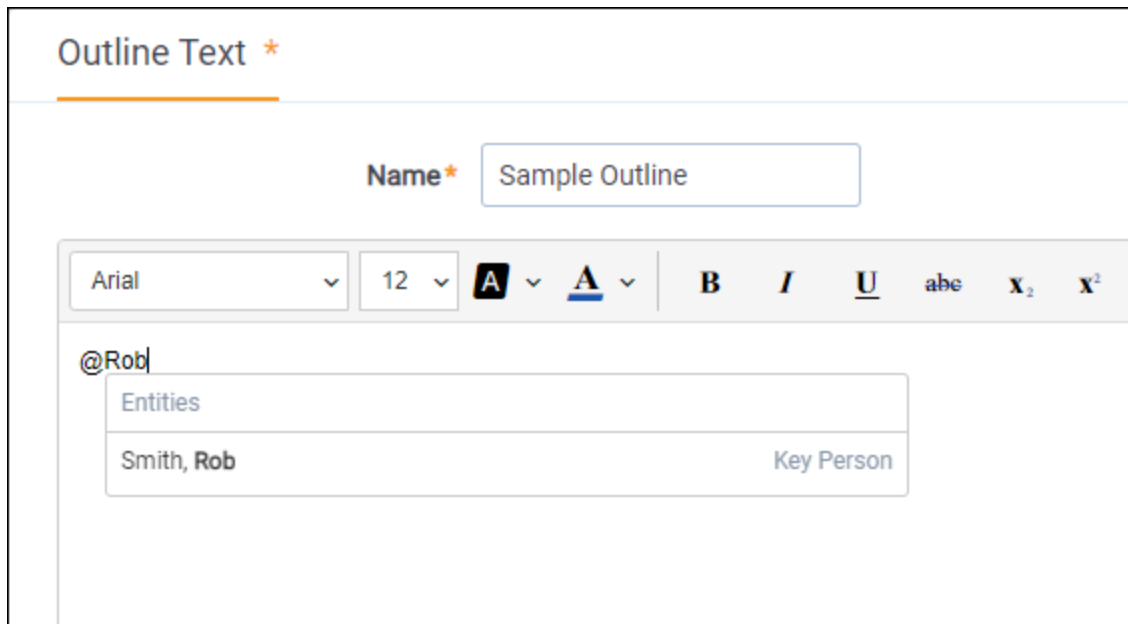 Outline Text *
Name* Sample Outline
Arial 12 A A B I U abc x₂ x²
@Rob
Entities
Smith, Rob Key Person